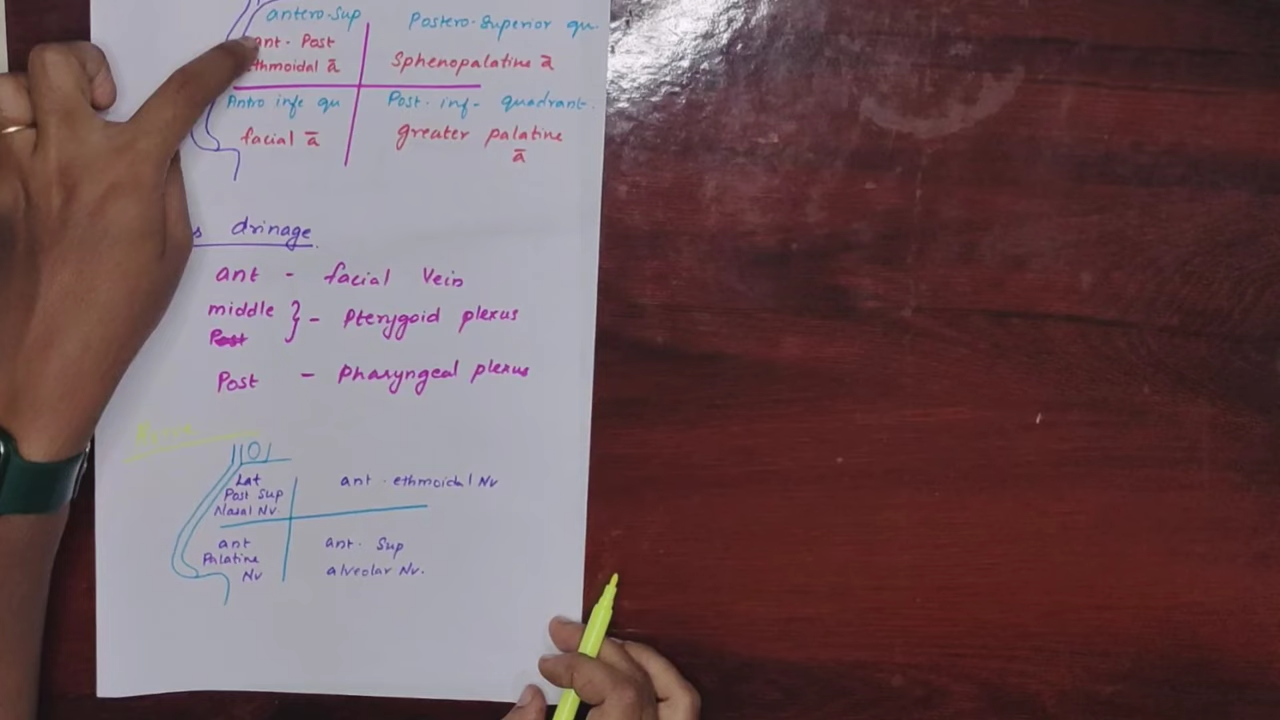 antero-sup Postero-Superior qu.
ant - Post
ethmoidal ā Sphenopalatine ā
Antro infe qu Post. inf- quadrant.
facial ā greater palatine
ā
s drinage.
ant - facial Vein
middle } - Pterygoid plexus
Post
Post - Pharyngeal plexus
Lat
Post Sup ant. ethmoidal Nv
Nasal Nv.
ant ant. Sup
Palatine
Nv alveolar Nv.